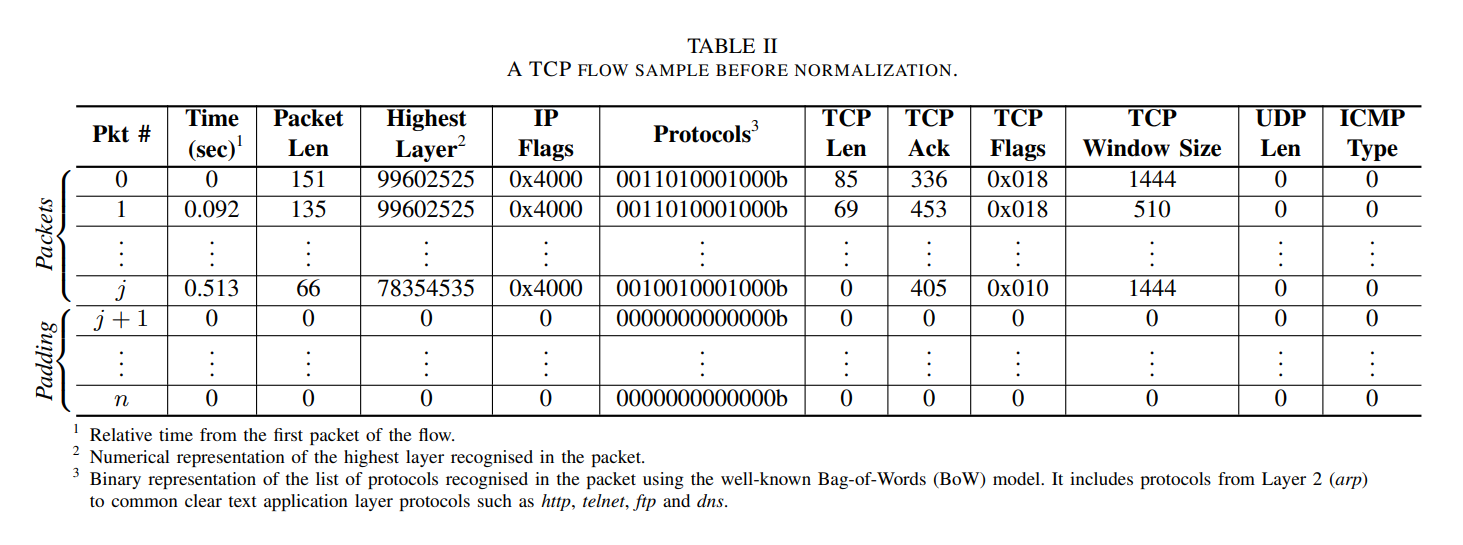 TABLE II
A TCP FLOW SAMPLE BEFORE NORMALIZATION.
Pkt # Time (sec)1 Packet Len Highest Layer2 IP Flags Protocols3 TCP Len TCP Ack TCP Flags TCP Window Size UDP Len ICMP Type
Packets
0 0 151 99602525 0x4000 0011010001000b 85 336 0x018 1444 0 0
1 0.092 135 99602525 0x4000 0011010001000b 69 453 0x018 510 0 0
⋮ ⋮ ⋮ ⋮ ⋮ ⋮ ⋮ ⋮ ⋮ ⋮ ⋮ ⋮
j 0.513 66 78354535 0x4000 0010010001000b 0 405 0x010 1444 0 0
Padding
j + 1 0 0 0 0 0000000000000b 0 0 0 0 0 0
⋮ ⋮ ⋮ ⋮ ⋮ ⋮ ⋮ ⋮ ⋮ ⋮ ⋮ ⋮
n 0 0 0 0 0000000000000b 0 0 0 0 0 0
1 Relative time from the first packet of the flow.
2 Numerical representation of the highest layer recognised in the packet.
3 Binary representation of the list of protocols recognised in the packet using the well-known Bag-of-Words (BoW) model. It includes protocols from Layer 2 (arp)
to common clear text application layer protocols such as http, telnet, ftp and dns.